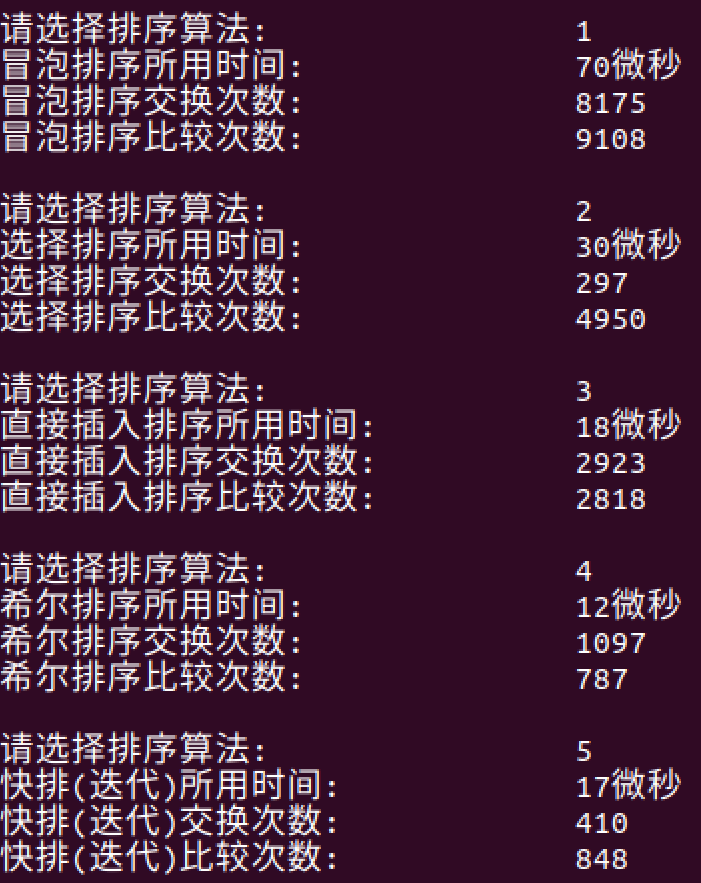 请选择排序算法: 1
冒泡排序所用时间: 70微秒
冒泡排序交换次数: 8175
冒泡排序比较次数: 9108
请选择排序算法: 2
选择排序所用时间: 30微秒
选择排序交换次数: 297
选择排序比较次数: 4950
请选择排序算法: 3
直接插入排序所用时间: 18微秒
直接插入排序交换次数: 2923
直接插入排序比较次数: 2818
请选择排序算法: 4
希尔排序所用时间: 12微秒
希尔排序交换次数: 1097
希尔排序比较次数: 787
请选择排序算法: 5
快排(迭代)所用时间: 17微秒
快排(迭代)交换次数: 410
快排(迭代)比较次数: 848